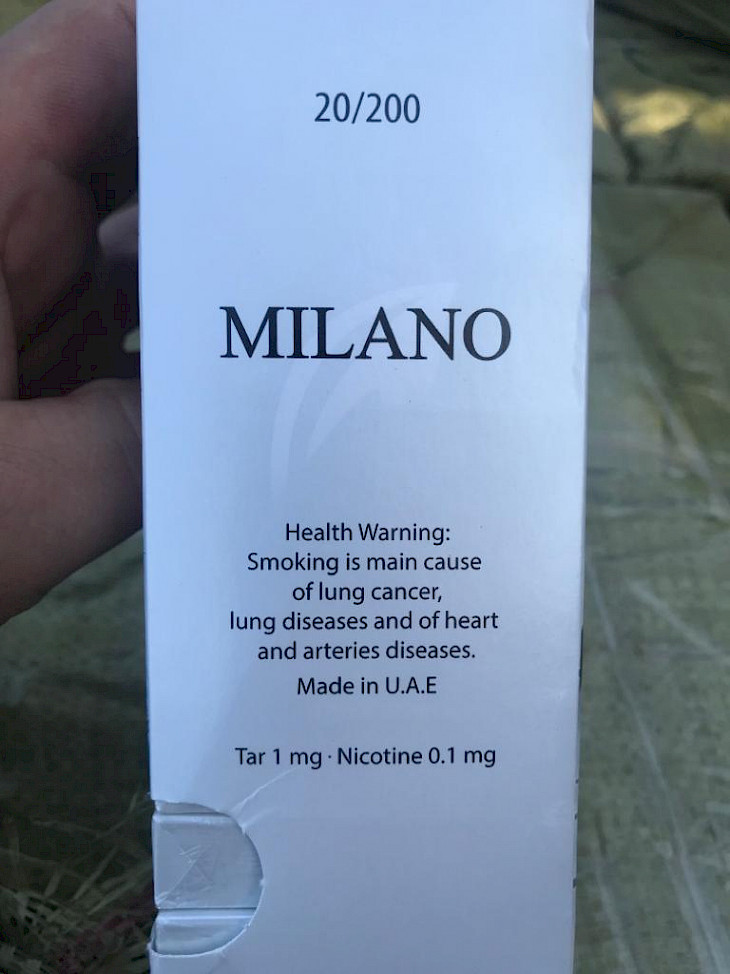 20/200
MILANO
Health Warning:
Smoking is main cause
of lung cancer,
lung diseases and of heart
and arteries diseases.
Made in U.A.E
Tar 1 mg · Nicotine 0.1 mg